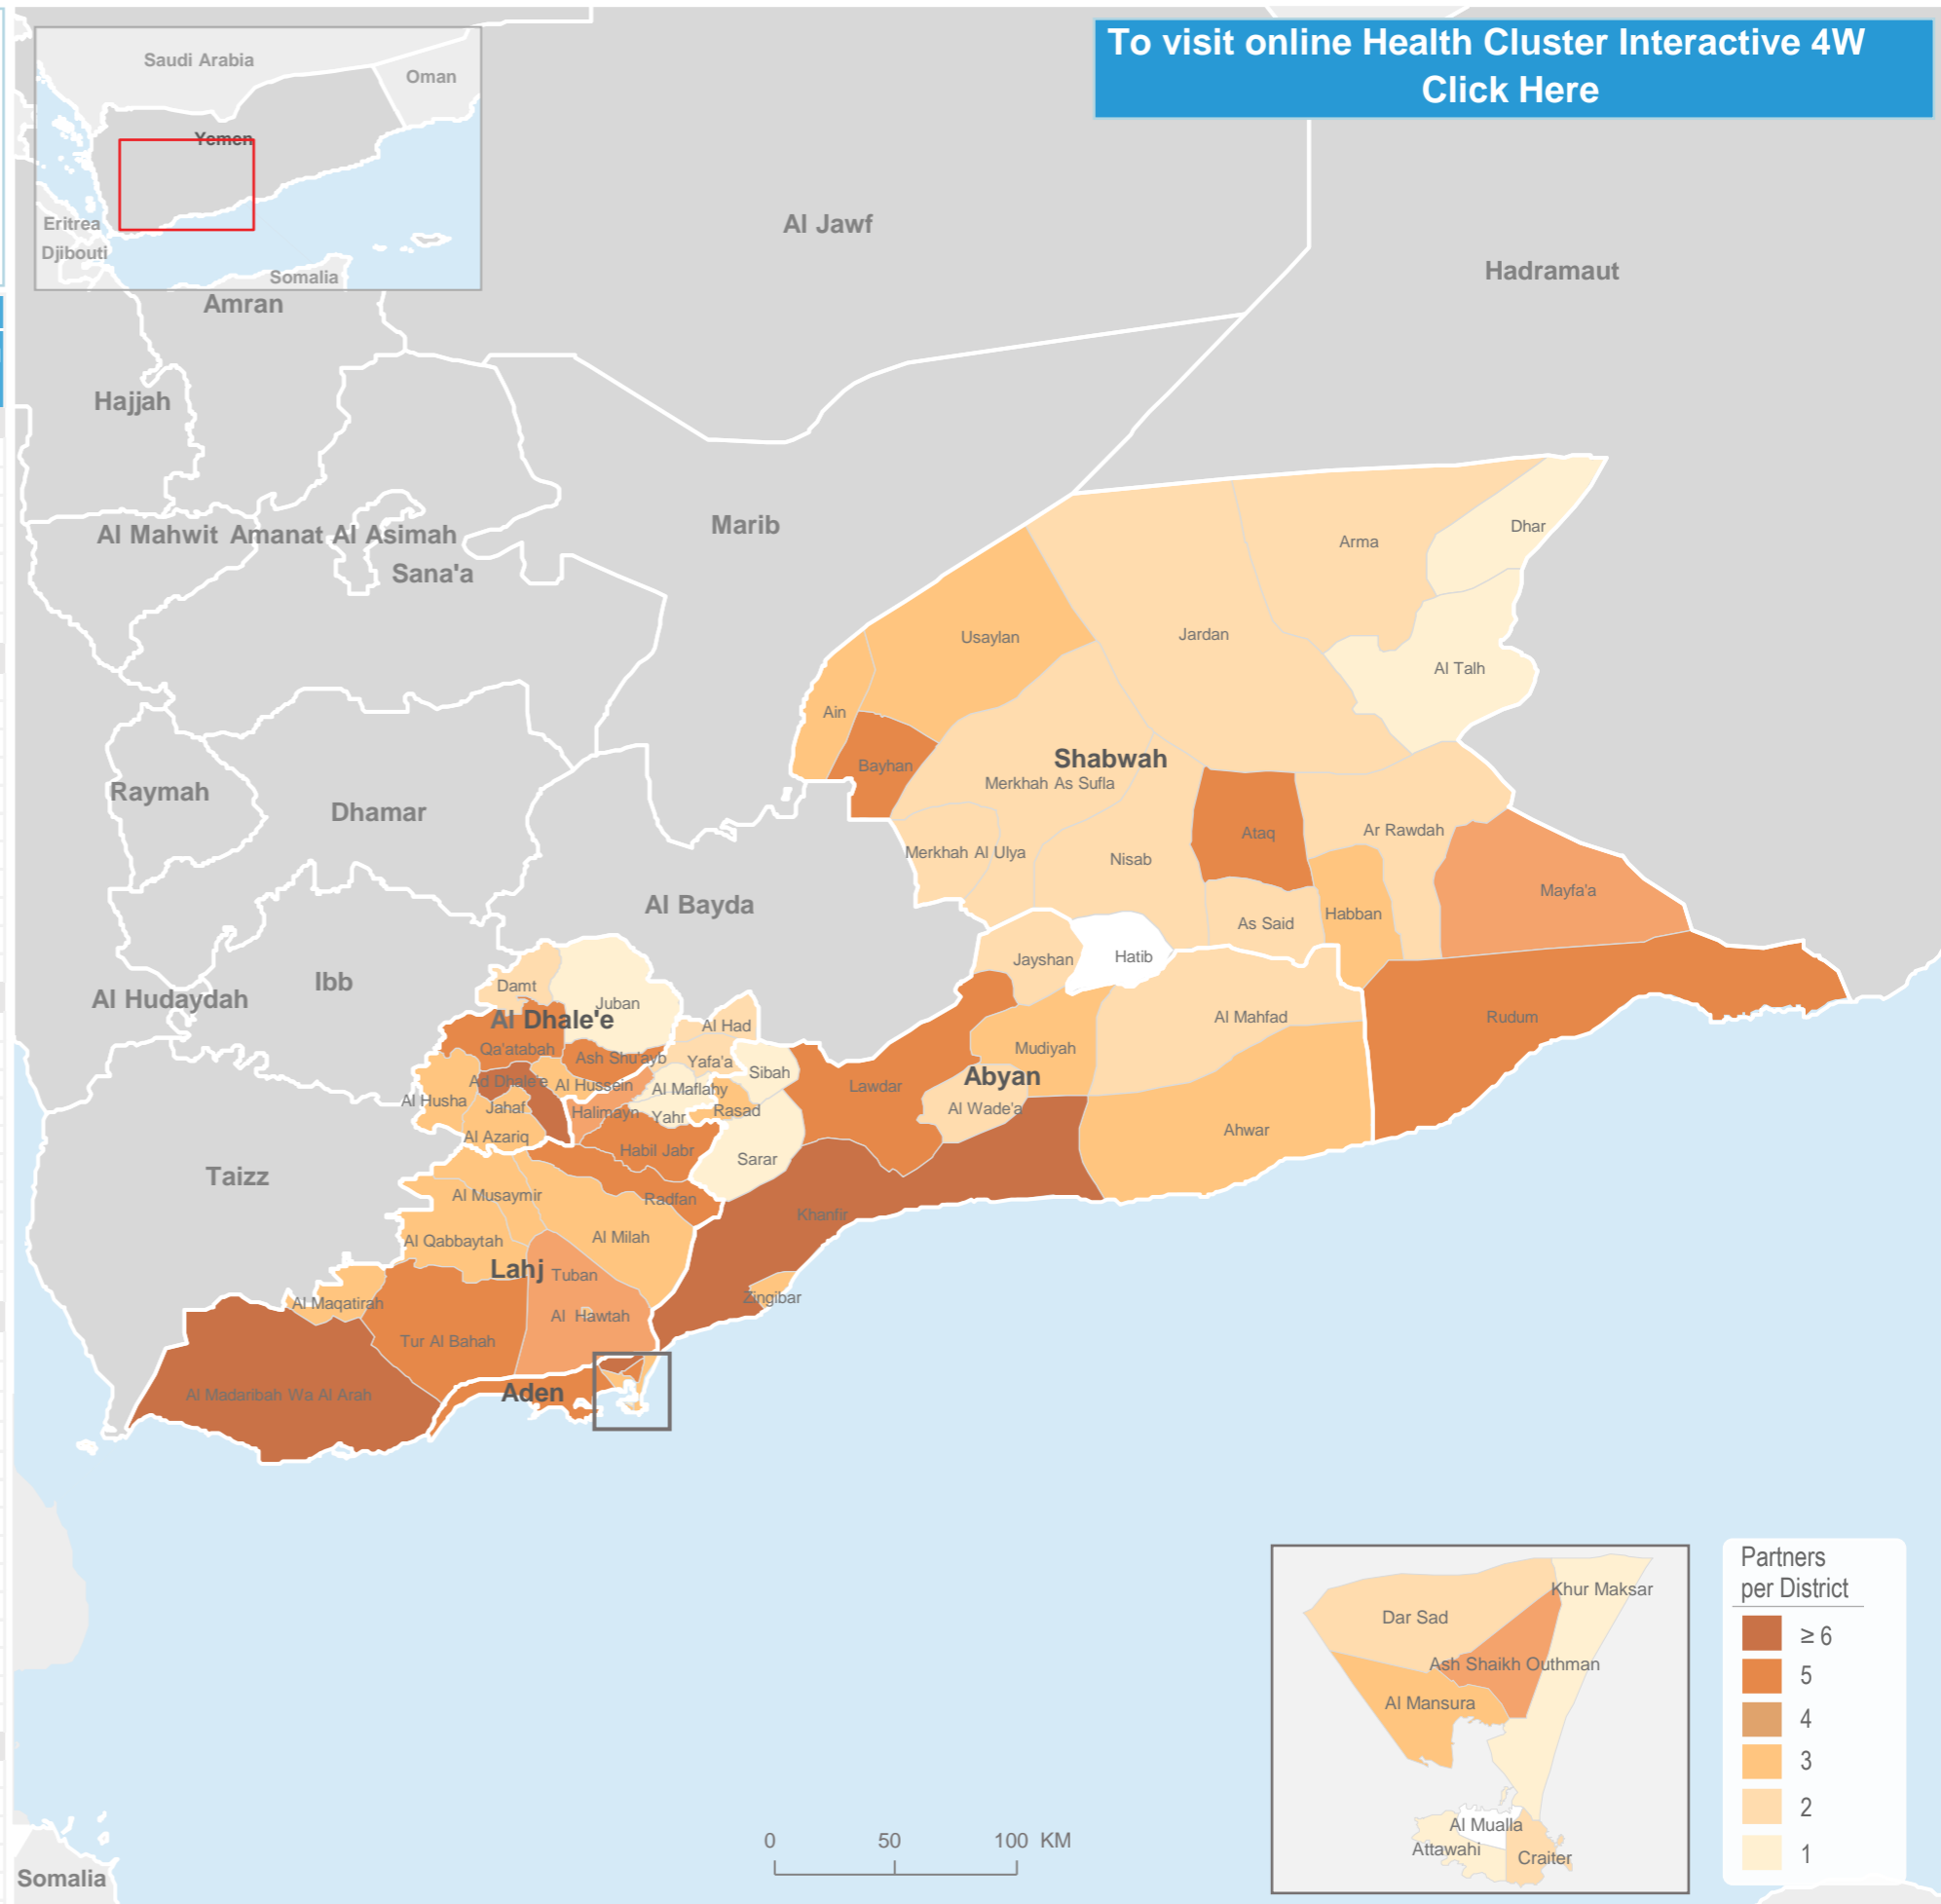 To visit online Health Cluster Interactive 4W
Click Here
Saudi Arabia
Oman
Yemen
Eritrea
Djibouti
Somalia
Al Jawf
Hadramaut
Amran
Hajjah
Al Mahwit
Amanat Al Asimah
Sana'a
Marib
Raymah
Dhamar
Al Bayda
Ibb
Al Hudaydah
Taizz
Dhar
Arma
Usaylan
Jardan
Al Talh
Ain
Bayhan
Shabwah
Merkhah As Sufla
Ataq
Ar Rawdah
Merkhah Al Ulya
Nisab
Mayfa'a
As Said
Habban
Jayshan
Hatib
Damt
Juban
Al Dhale'e
Al Had
Al Mahfad
Rudum
Qa'atabah
Ash Shu'ayb
Yafa'a
Mudiyah
Sibah
Ad Dhale'e
Al Hussein
Al Maflahy
Lawdar
Abyan
Al Husha
Jahaf
Halimayn
Yahr
Rasad
Al Wade'a
Al Azariq
Habil Jabr
Sarar
Ahwar
Al Musaymir
Radfan
Khanfir
Al Qabbaytah
Al Milah
Lahj
Tuban
Zingibar
Al Maqatirah
Al Hawtah
Tur Al Bahah
Al Madaribah Wa Al Arah
Aden
Khur Maksar
Dar Sad
Ash Shaikh Outhman
Al Mansura
Al Mualla
Attawahi
Craiter
Partners
per District
≥ 6
5
4
3
2
1
0 50 100 KM
Somalia